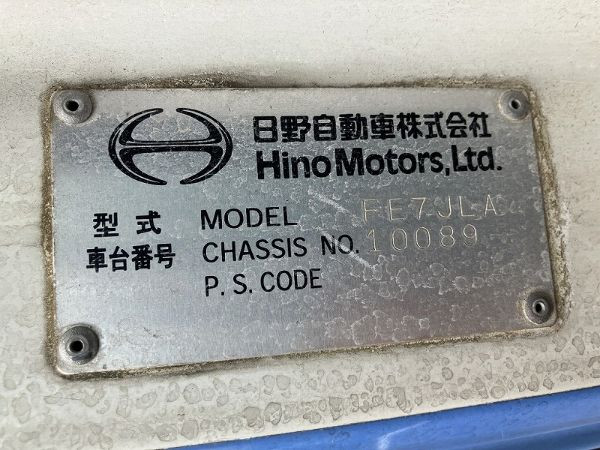 日野自動車株式会社
Hino Motors, Ltd.
型式 MODEL FE7JLA
車台番号 CHASSIS NO. 10089
P.S. CODE